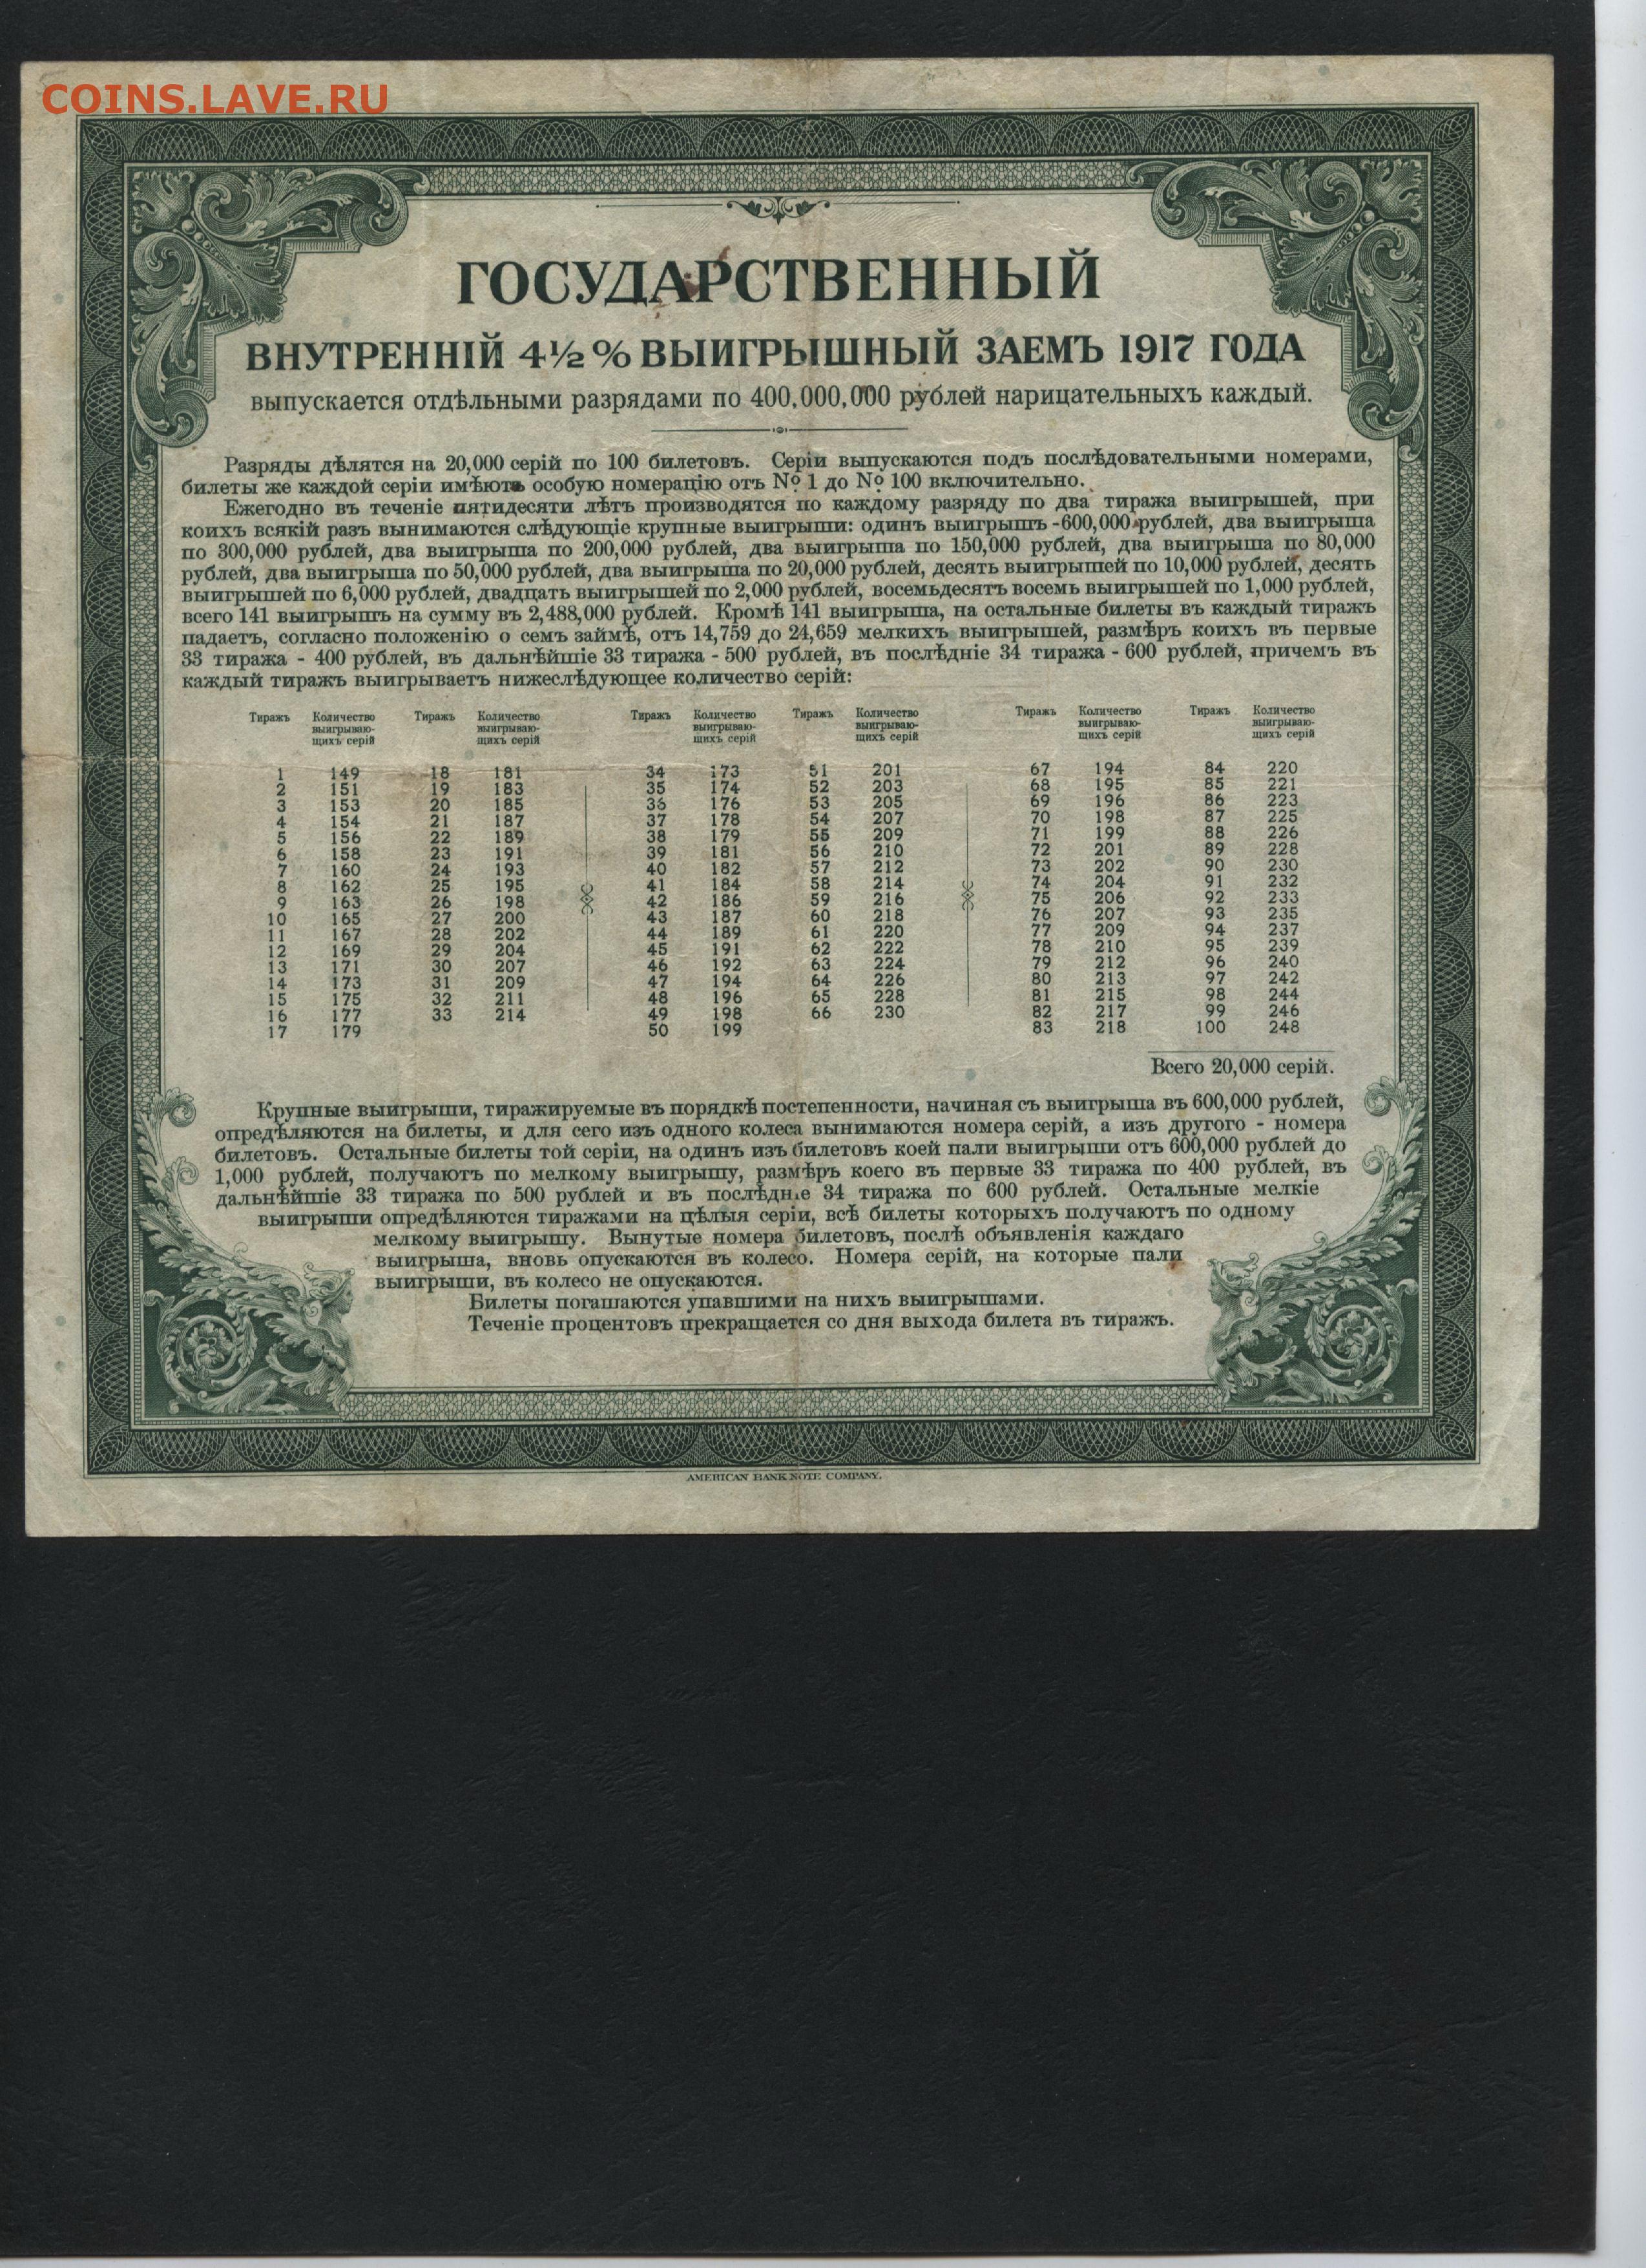 COINS.LAVE.RU
ГОСУДАРСТВЕННЫЙ
ВНУТРЕННІЙ 4½% ВЫИГРЫШНЫЙ ЗАЕМЪ 1917 ГОДА
выпускается отдѣльными разрядами по 400,000,000 рублей нарицательныхъ каждый.
Разряды дѣлятся на 20,000 серій по 100 билетовъ. Серіи выпускаются подъ послѣдовательными номерами,
билеты же каждой серіи имѣютъ особую номерацію отъ № 1 до № 100 включительно.
Ежегодно въ теченіе пятидесяти лѣтъ производятся по каждому разряду по два тиража выигрышей, при
коихъ всякій разъ вынимаются слѣдующіе крупные выигрыши: одинъ выигрышъ - 600,000 рублей, два выигрыша
по 300,000 рублей, два выигрыша по 200,000 рублей, два выигрыша по 150,000 рублей, два выигрыша по 80,000
рублей, два выигрыша по 50,000 рублей, два выигрыша по 20,000 рублей, десять выигрышей по 10,000 рублей, десять
выигрышей по 6,000 рублей, двадцать выигрышей по 2,000 рублей, восемьдесятъ восемь выигрышей по 1,000 рублей,
всего 141 выигрышъ на сумму въ 2,488,000 рублей. Кромѣ 141 выигрыша, на остальные билеты въ каждый тиражъ
падаетъ, согласно положенію о семъ займѣ, отъ 14,759 до 24,659 мелкихъ выигрышей, размѣръ коихъ въ первые
33 тиража - 400 рублей, въ дальнѣйшіе 33 тиража - 500 рублей, въ послѣдніе 34 тиража - 600 рублей, причемъ въ
каждый тиражъ выигрываетъ нижеслѣдующее количество серій:
Тиражъ Количество Тиражъ Количество Тиражъ Количество Тиражъ Количество Тиражъ Количество Тиражъ Количество
выигрываю- выигрываю- выигрываю- выигрываю- выигрываю- выигрываю-
щихъ серій щихъ серій щихъ серій щихъ серій щихъ серій щихъ серій
1 149 18 181 34 173 51 201 67 194 84 220
2 151 19 183 35 174 52 203 68 195 85 221
3 153 20 185 36 176 53 205 69 196 86 223
4 154 21 187 37 178 54 207 70 198 87 225
5 156 22 189 38 179 55 209 71 199 88 226
6 158 23 191 39 181 56 210 72 201 89 228
7 160 24 193 40 182 57 212 73 202 90 230
8 162 25 195 41 184 58 214 74 204 91 232
9 163 26 198 42 186 59 216 75 206 92 233
10 165 27 200 43 187 60 218 76 207 93 235
11 167 28 202 44 189 61 220 77 209 94 237
12 169 29 204 45 191 62 222 78 210 95 239
13 171 30 207 46 192 63 224 79 212 96 240
14 173 31 209 47 194 64 226 80 213 97 242
15 175 32 211 48 196 65 228 81 215 98 244
16 177 33 214 49 198 66 230 82 217 99 246
17 179 50 199 83 218 100 248
Всего 20,000 серій.
Крупные выигрыши, тиражируемые въ порядкѣ постепенности, начиная съ выигрыша въ 600,000 рублей,
опредѣляются на билеты, и для сего изъ одного колеса вынимаются номера серій, а изъ другого - номера
билетовъ. Остальные билеты той серіи, на одинъ изъ билетовъ коей пали выигрыши отъ 600,000 рублей до
1,000 рублей, получаютъ по мелкому выигрышу, размѣръ коего въ первые 33 тиража по 400 рублей, въ
дальнѣйшіе 33 тиража по 500 рублей и въ послѣдніе 34 тиража по 600 рублей. Остальные мелкіе
выигрыши опредѣляются тиражами на цѣлыя серіи, всѣ билеты которыхъ получаютъ по одному
мелкому выигрышу. Вынутые номера билетовъ, послѣ объявленія каждаго
выигрыша, вновь опускаются въ колесо. Номера серій, на которые пали
выигрыши, въ колесо не опускаются.
Билеты погашаются упавшими на нихъ выигрышами.
Теченіе процентовъ прекращается со дня выхода билета въ тиражъ.
AMERICAN BANK NOTE COMPANY.